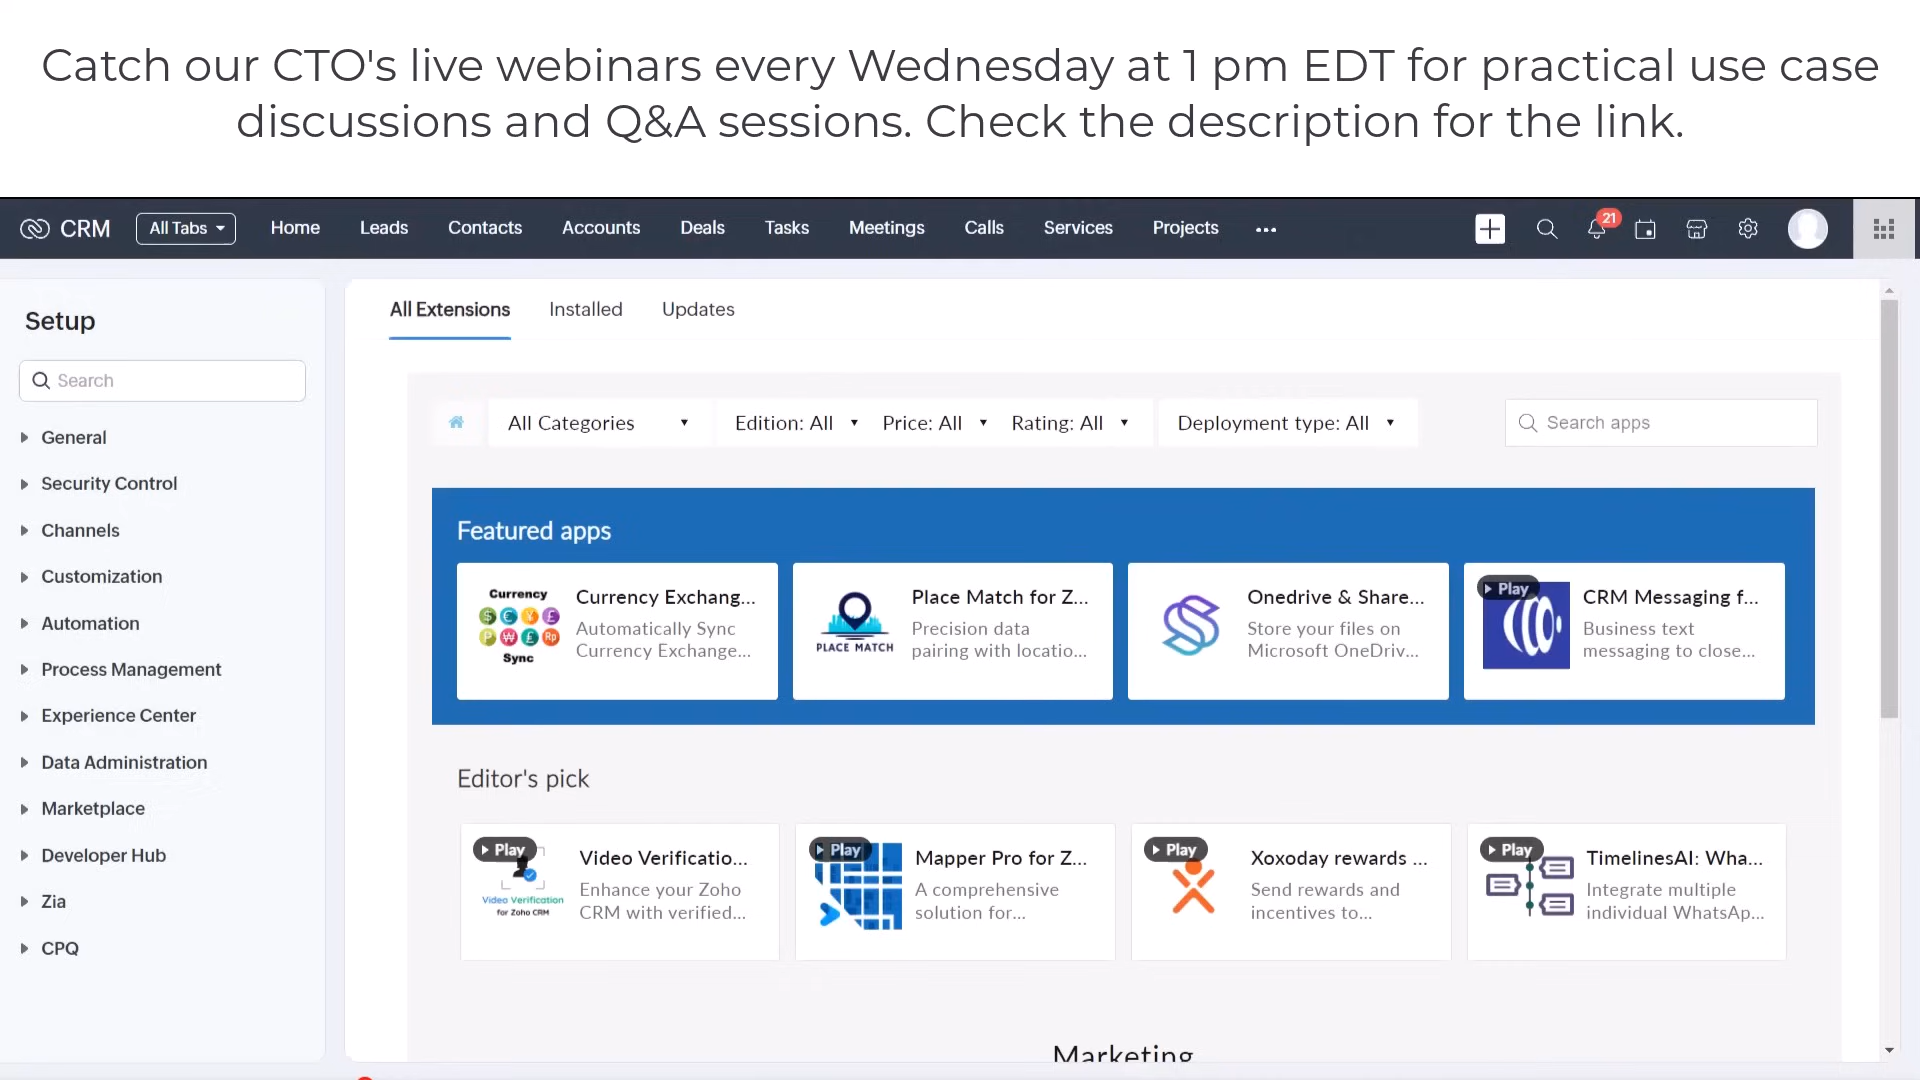 Catch our CTO's live webinars every Wednesday at 1 pm EDT for practical use case
discussions and Q&A sessions. Check the description for the link.
CRM All Tabs Home Leads Contacts Accounts Deals Tasks Meetings Calls Services Projects ... 21
Setup
Search
General
Security Control
Channels
Customization
Automation
Process Management
Experience Center
Data Administration
Marketplace
Developer Hub
Zia
CPQ
All Extensions Installed Updates
All Categories Edition: All Price: All Rating: All Deployment type: All Search apps
Featured apps
Currency
Sync
Currency Exchang...
Automatically Sync
Currency Exchange...
PLACE MATCH
Place Match for Z...
Precision data
pairing with locatio...
Onedrive & Share...
Store your files on
Microsoft OneDriv...
Play
CRM Messaging f...
Business text
messaging to close...
Editor's pick
Play
Video Verification
for Zoho CRM
Video Verificatio...
Enhance your Zoho
CRM with verified...
Play
Mapper Pro for Z...
A comprehensive
solution for...
Play
Xoxoday rewards ...
Send rewards and
incentives to...
Play
TimelinesAI: Wha...
Integrate multiple
individual WhatsAp...
Marketing